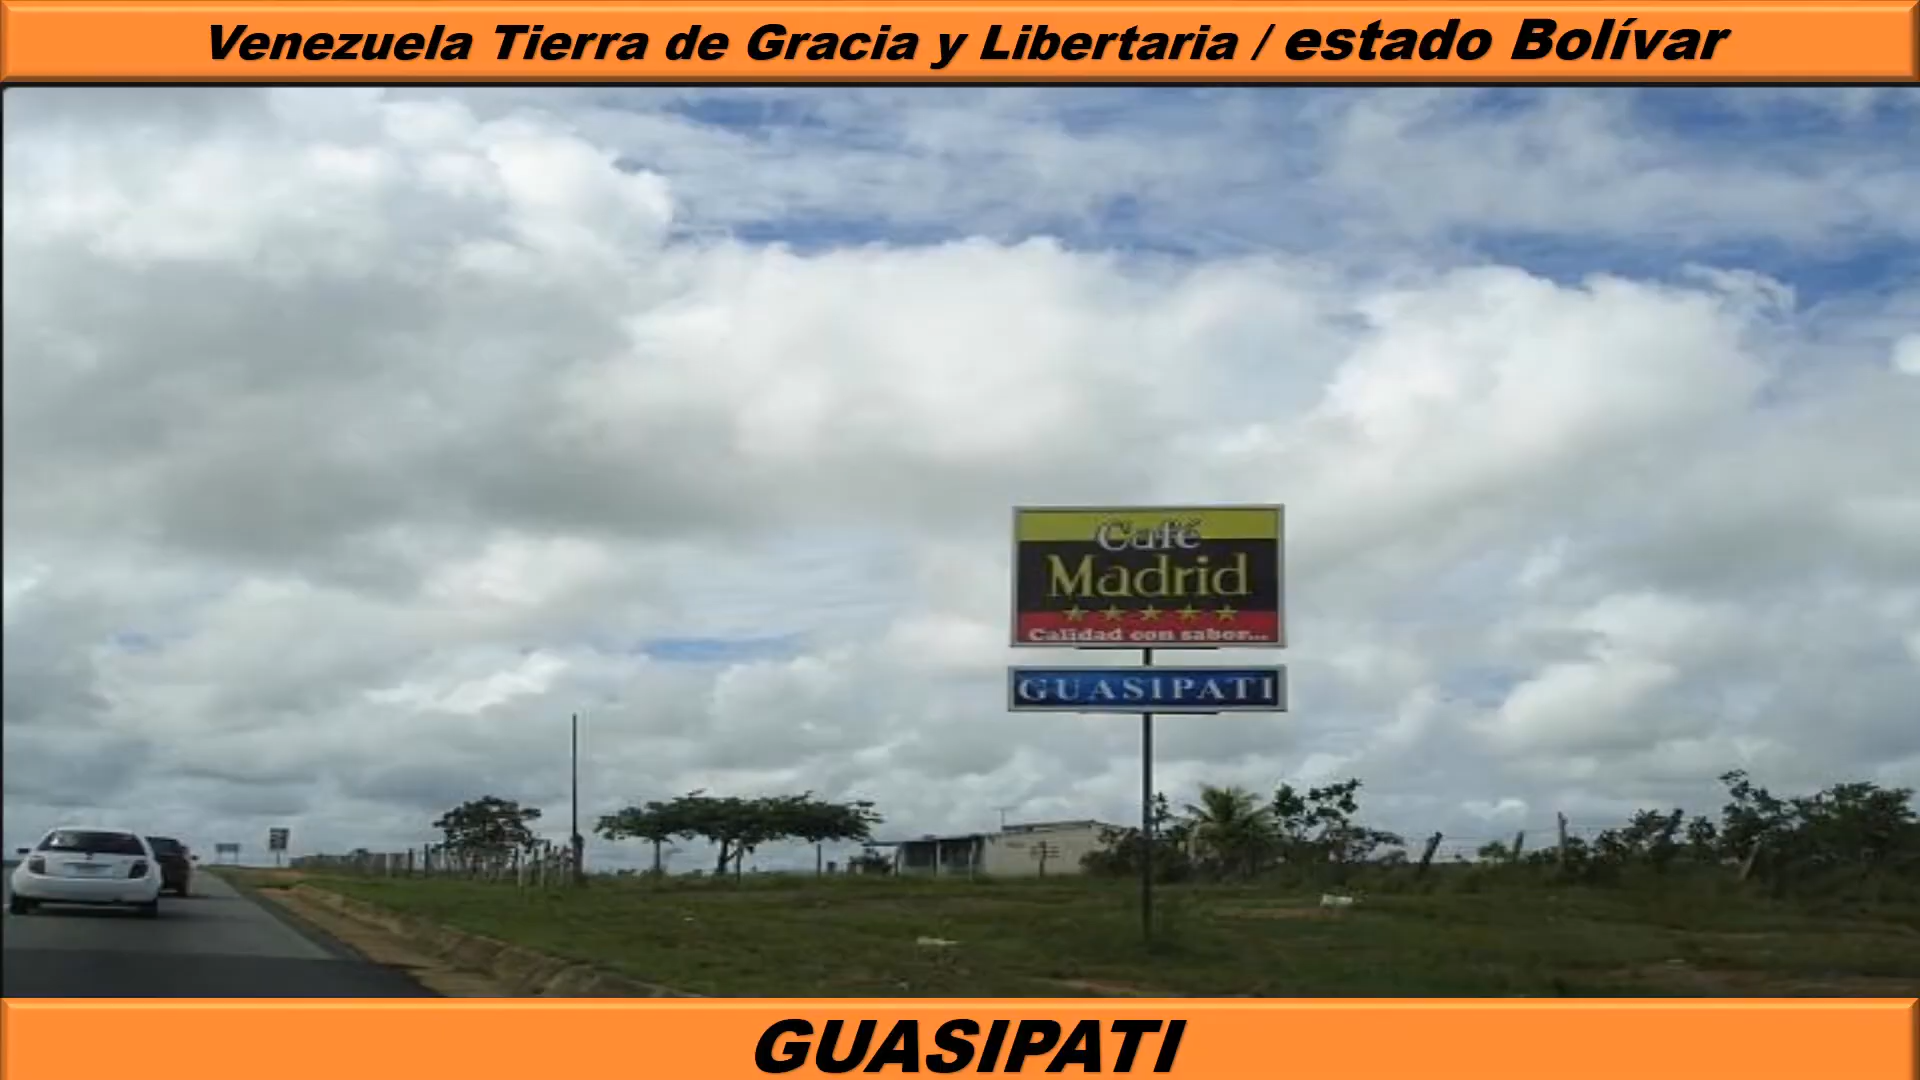 Venezuela Tierra de Gracia y Libertaria / estado Bolívar
Café
Madrid
Calidad con sabor...
GUASIPATI
GUASIPATI